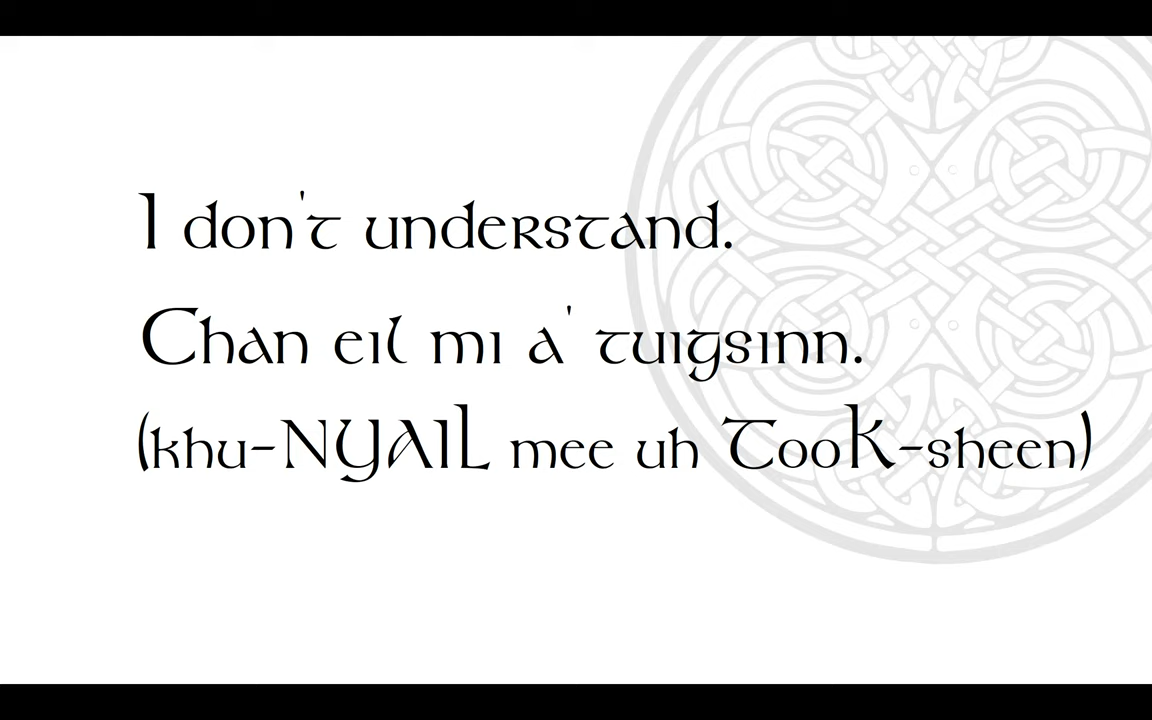 I don't understand.
Chan eil mi a' tuigsinn.
(khu-NYAIL mee uh TooK-sheen)